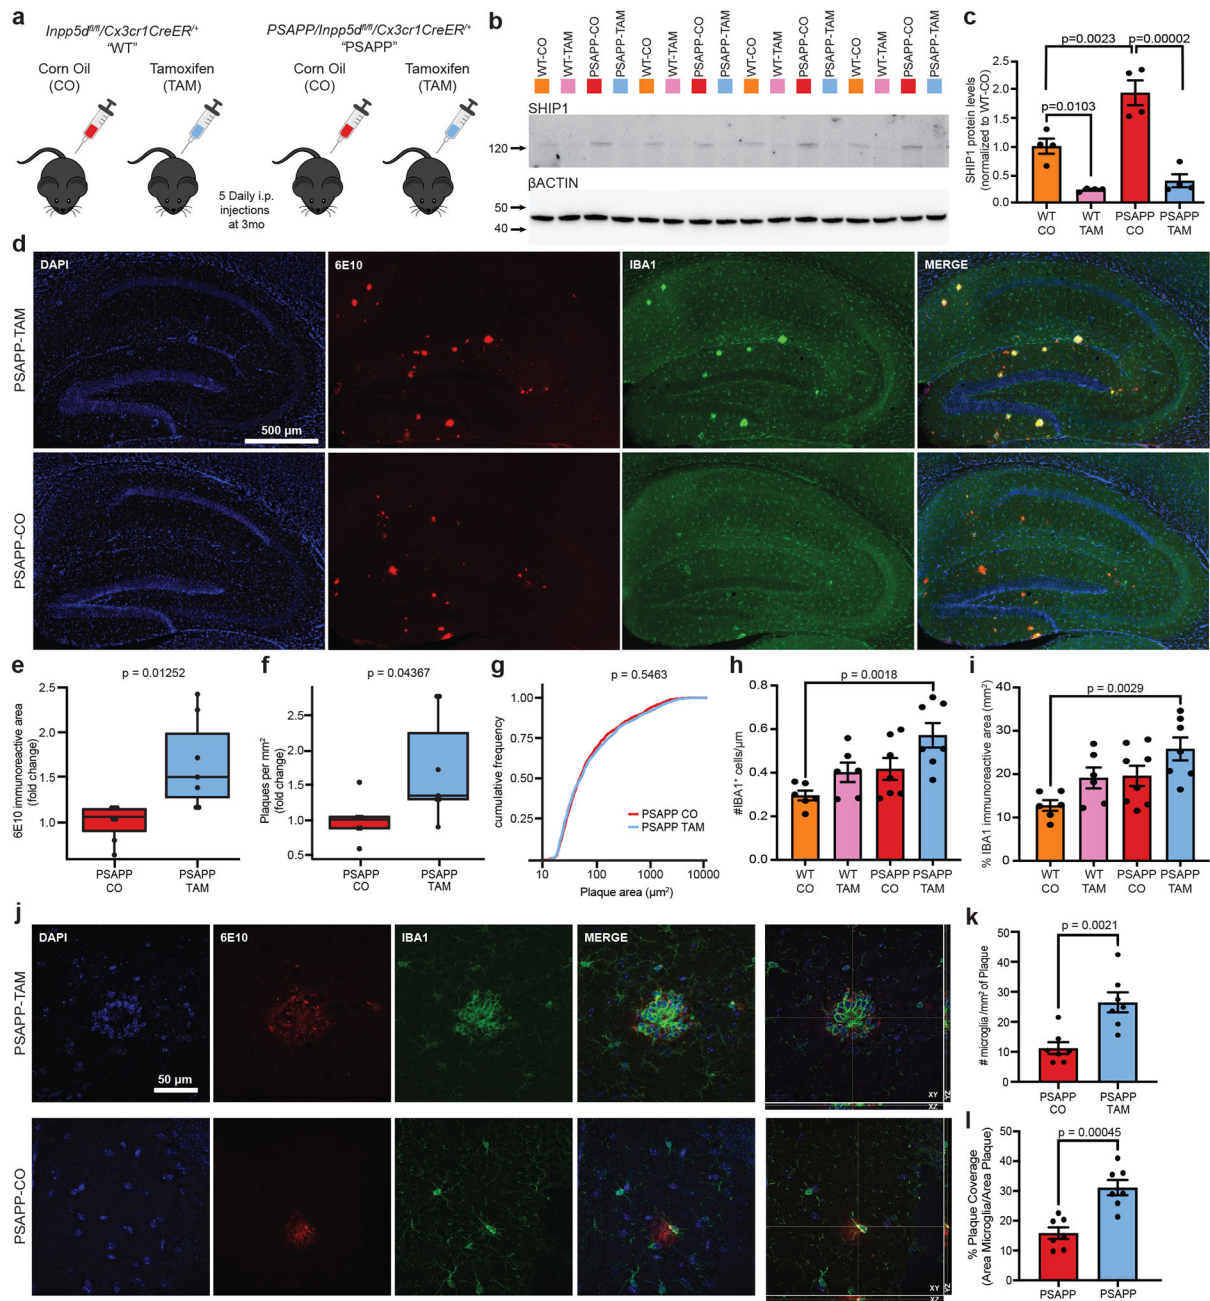 a
Inpp5d fl/fl/Cx3cr1CreER/+
"WT"
PSAPP/Inpp5d fl/fl/Cx3cr1CreER/+
"PSAPP"
Corn Oil
(CO)
Tamoxifen
(TAM)
Corn Oil
(CO)
Tamoxifen
(TAM)
5 Daily i.p.
injections
at 3mo
b
WT-CO
WT-TAM
PSAPP-CO
PSAPP-TAM
WT-CO
WT-TAM
PSAPP-CO
PSAPP-TAM
WT-CO
WT-TAM
PSAPP-CO
PSAPP-TAM
WT-CO
WT-TAM
PSAPP-CO
PSAPP-TAM
SHIP1
120
βACTIN
50
40
c
p=0.0023
p=0.00002
p=0.0103
SHIP1 protein levels
(normalized to WT-CO)
2.5
2.0
1.5
1.0
0.5
0.0
WT
CO
WT
TAM
PSAPP
CO
PSAPP
TAM
d
DAPI
6E10
IBA1
MERGE
PSAPP-TAM
500 µm
PSAPP-CO
e
p = 0.01252
6E10 immunoreactive area
(fold change)
2.5
2.0
1.5
1.0
PSAPP
CO
PSAPP
TAM
f
p = 0.04367
Plaques per mm²
(fold change)
2.5
2.0
1.5
1.0
0.5
PSAPP
CO
PSAPP
TAM
g
p = 0.5463
cumulative frequency
1.00
0.75
0.50
0.25
PSAPP CO
PSAPP TAM
10
100
1000
10000
Plaque area (µm²)
h
p = 0.0018
#IBA1⁺ cells/µm
0.8
0.6
0.4
0.2
0.0
WT
CO
WT
TAM
PSAPP
CO
PSAPP
TAM
i
p = 0.0029
% IBA1 immunoreactive area (mm²)
40
30
20
10
0
WT
CO
WT
TAM
PSAPP
CO
PSAPP
TAM
j
DAPI
6E10
IBA1
MERGE
PSAPP-TAM
50 µm
XY
YZ
XZ
PSAPP-CO
XY
YZ
XZ
k
p = 0.0021
# microglia /mm² of Plaque
50
40
30
20
10
0
PSAPP
CO
PSAPP
TAM
l
p = 0.00045
% Plaque Coverage
(Area Microglia/Area Plaque)
50
40
30
20
10
0
PSAPP
PSAPP